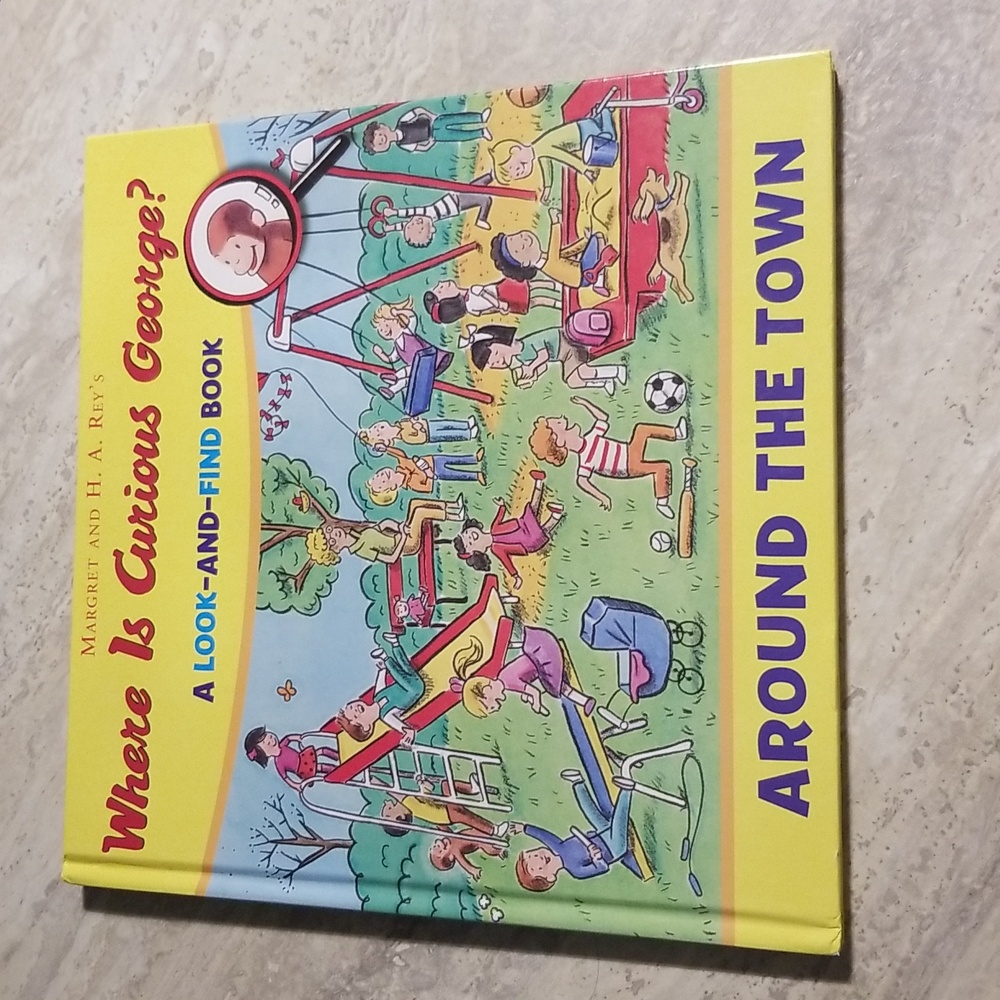 MARGRET AND H. A. REY'S
Where Is Curious George?
A LOOK-AND-FIND BOOK
AROUND THE TOWN